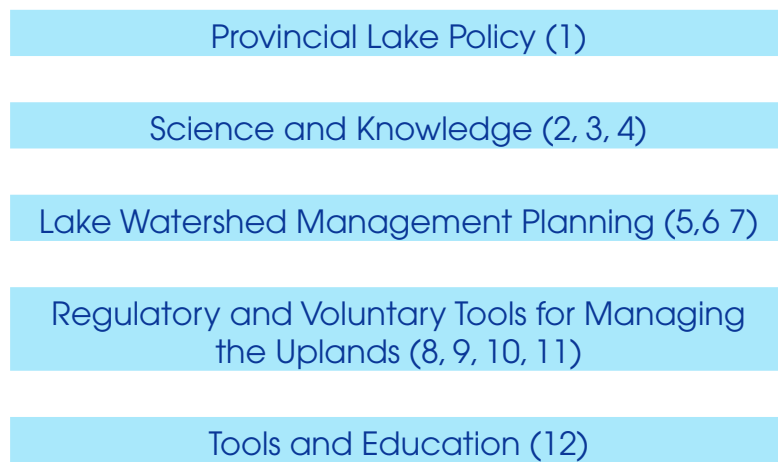 Provincial Lake Policy (1)
Science and Knowledge (2, 3, 4)
Lake Watershed Management Planning (5,6 7)
Regulatory and Voluntary Tools for Managing
the Uplands (8, 9, 10, 11)
Tools and Education (12)